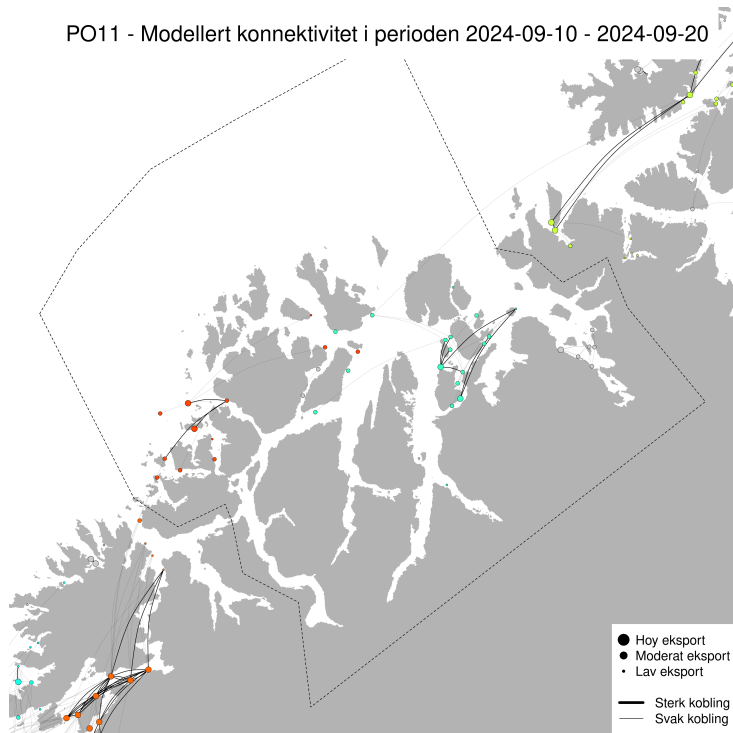 PO11 - Modellert konnektivitet i perioden 2024-09-10 - 2024-09-20
Hoy eksport
Moderat eksport
Lav eksport
Sterk kobling
Svak kobling